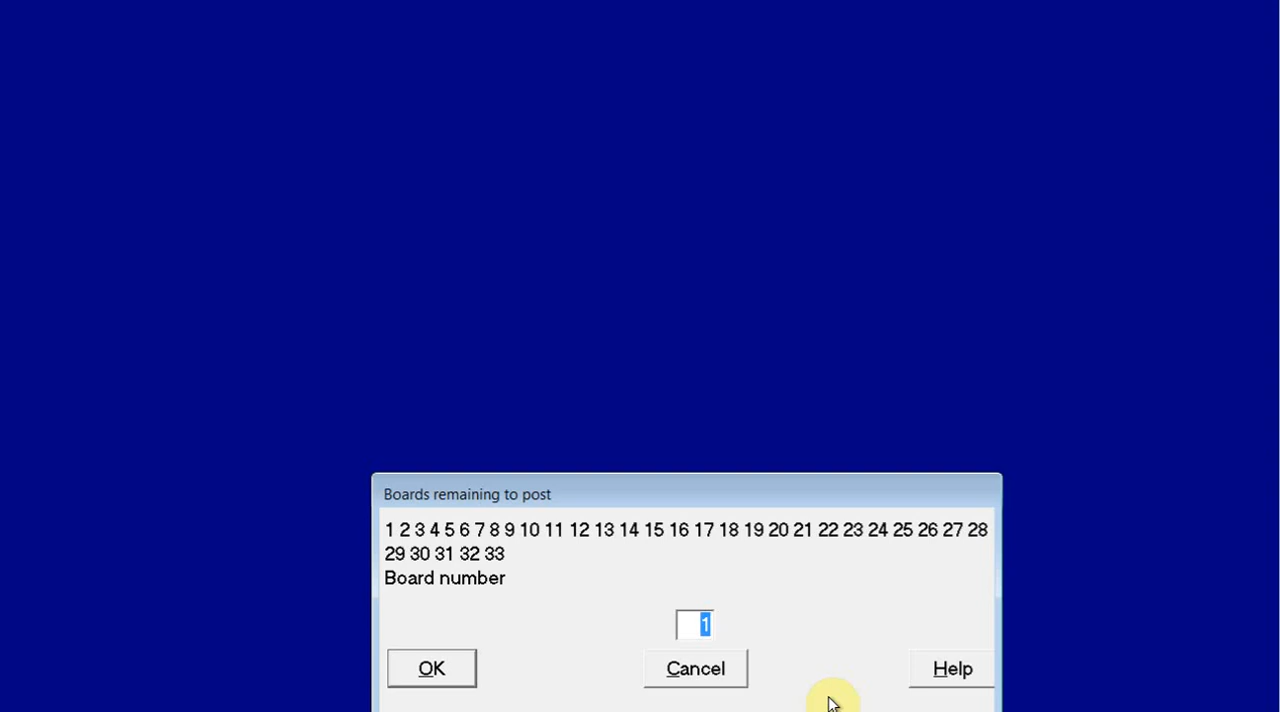 Boards remaining to post
1 2 3 4 5 6 7 8 9 10 11 12 13 14 15 16 17 18 19 20 21 22 23 24 25 26 27 28
29 30 31 32 33
Board number
1
OK Cancel Help